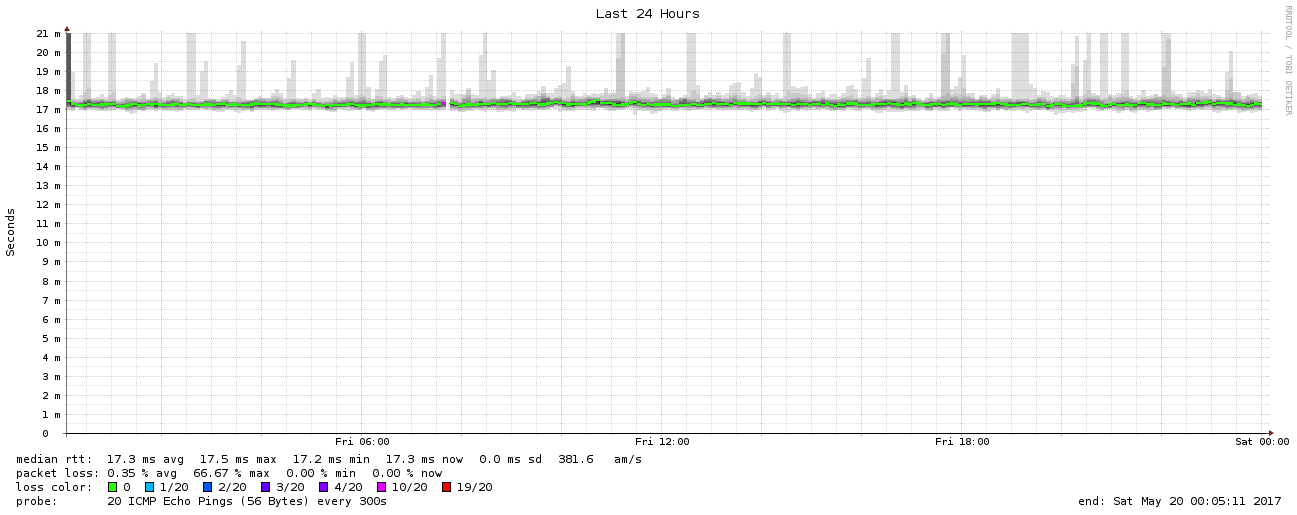 Last 24 Hours
RRDTOOL / TOBI OETIKER
Seconds
21 m
20 m
19 m
18 m
17 m
16 m
15 m
14 m
13 m
12 m
11 m
10 m
9 m
8 m
7 m
6 m
5 m
4 m
3 m
2 m
1 m
0
Fri 06:00 Fri 12:00 Fri 18:00 Sat 00:00
median rtt: 17.3 ms avg 17.5 ms max 17.2 ms min 17.3 ms now 0.0 ms sd 381.6 am/s
packet loss: 0.35 % avg 66.67 % max 0.00 % min 0.00 % now
loss color: 0 1/20 2/20 3/20 4/20 10/20 19/20
probe: 20 ICMP Echo Pings (56 Bytes) every 300s end: Sat May 20 00:05:11 2017